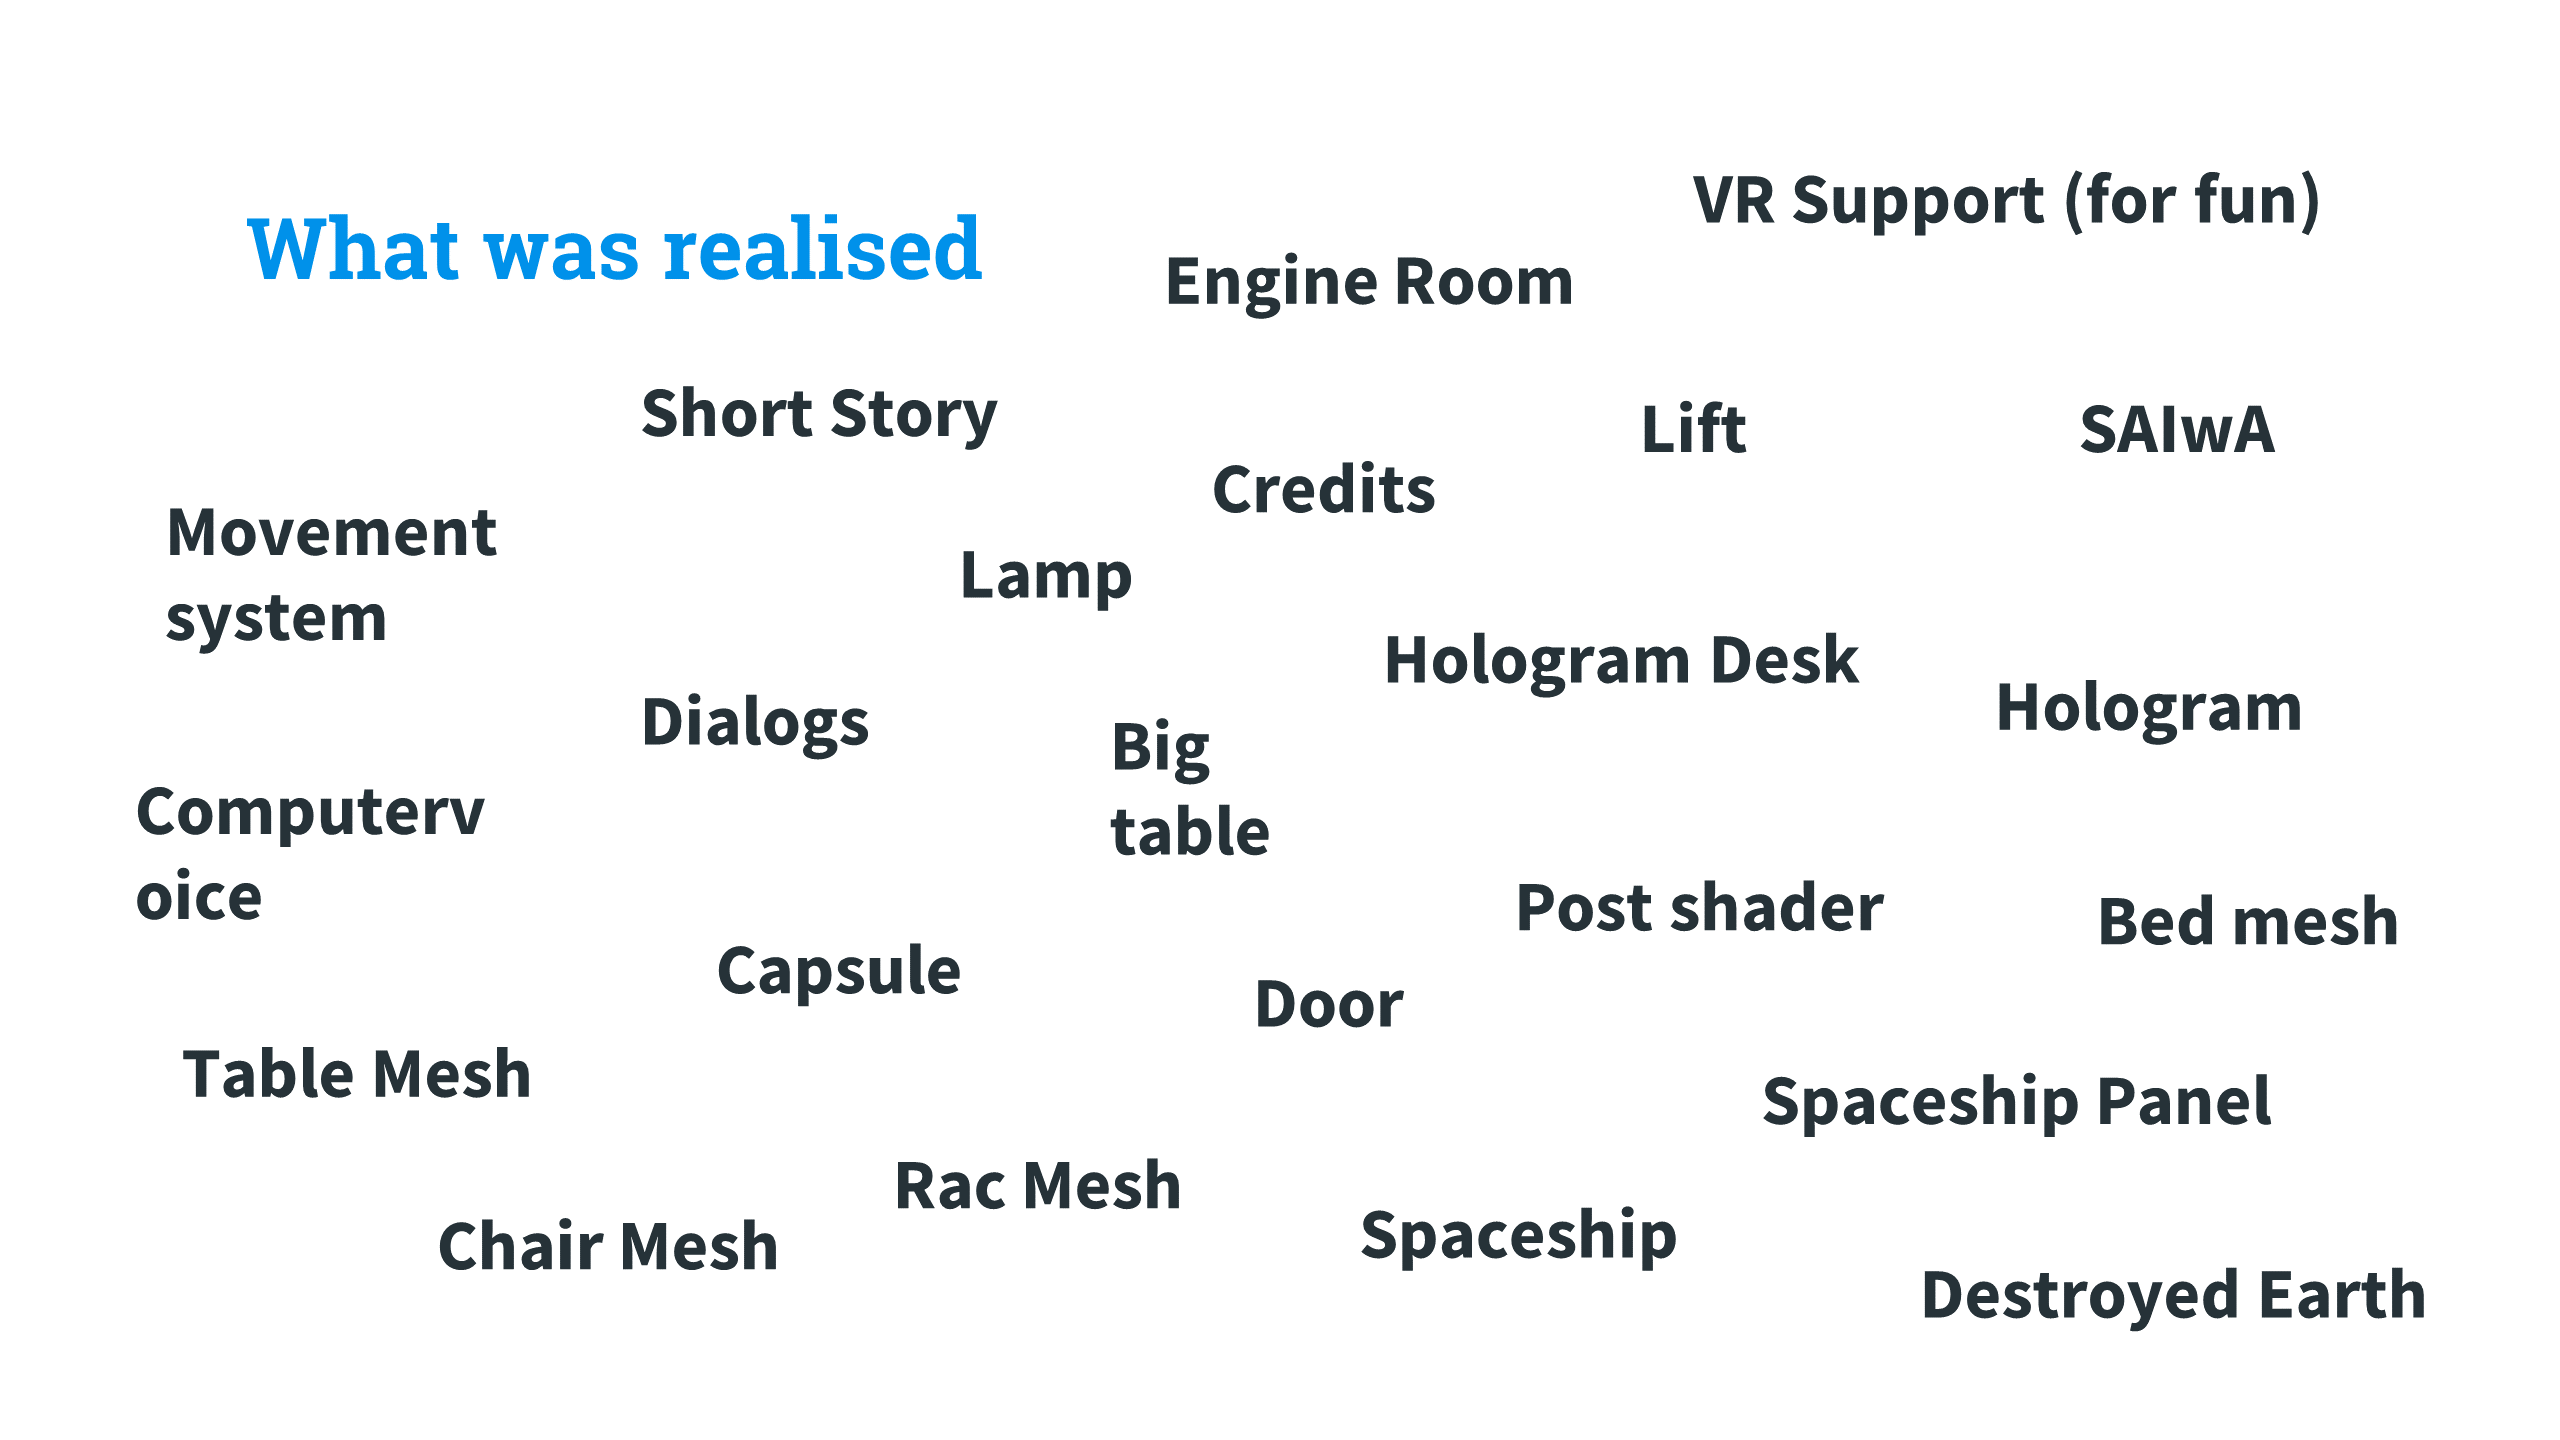 What was realised
VR Support (for fun)
Engine Room
Short Story
Lift
SAIwA
Credits
Movement
system
Lamp
Hologram Desk
Hologram
Dialogs
Big
table
Computerv
oice
Post shader
Bed mesh
Capsule
Door
Table Mesh
Spaceship Panel
Rac Mesh
Spaceship
Chair Mesh
Destroyed Earth